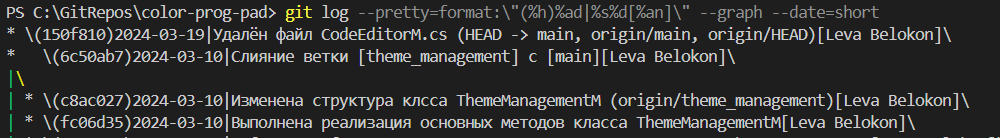 PS C:\GitRepos\color-prog-pad> git log --pretty=format:\"(%h)%ad|%s%d[%an]\" --graph --date=short
* \(150f810)2024-03-19|Удалён файл CodeEditorM.cs (HEAD -> main, origin/main, origin/HEAD)[Leva Belokon]\
*   \(6c50ab7)2024-03-10|Слияние ветки [theme_management] с [main][Leva Belokon]\
|\
| * \(c8ac027)2024-03-10|Изменена структура клсса ThemeManagementM (origin/theme_management)[Leva Belokon]\
| * \(fc06d35)2024-03-10|Выполнена реализация основных методов класса ThemeManagementM[Leva Belokon]\